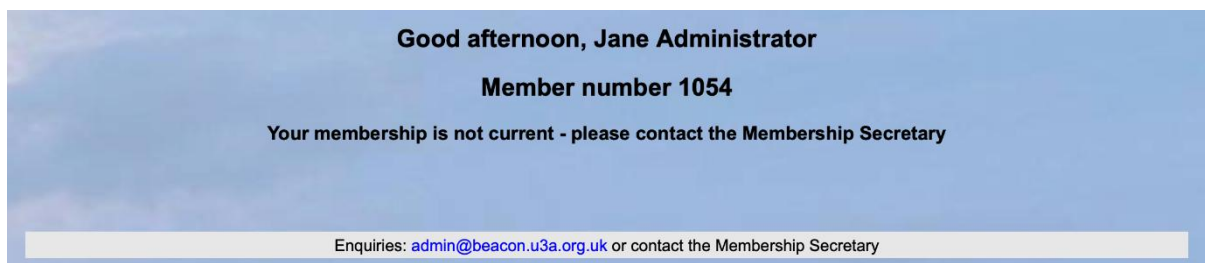 Good afternoon, Jane Administrator
Member number 1054
Your membership is not current - please contact the Membership Secretary
Enquiries: admin@beacon.u3a.org.uk or contact the Membership Secretary